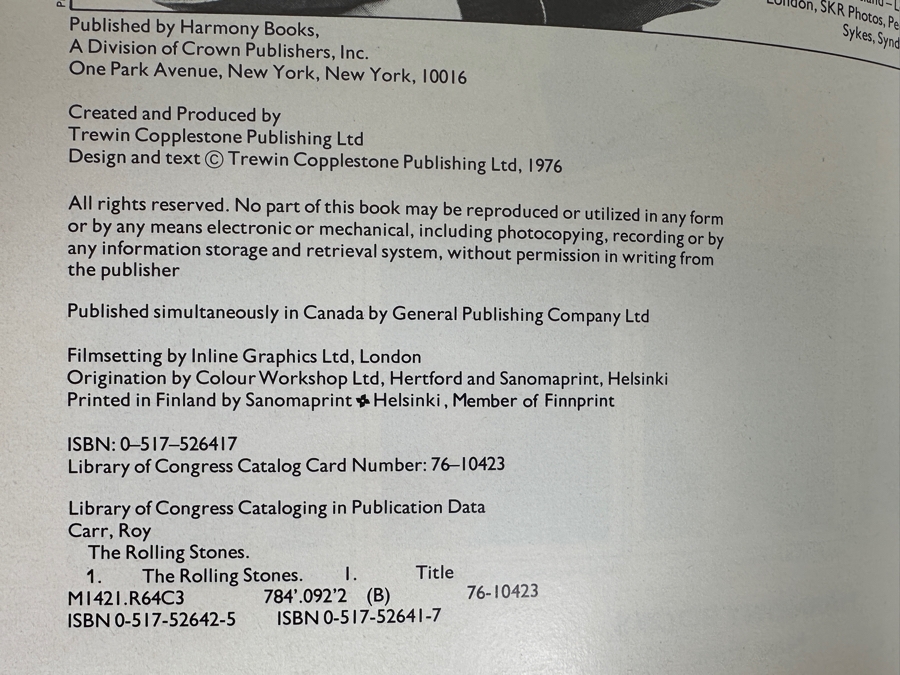 London, SKR Photos, Pe
Sykes, Synd
Published by Harmony Books,
A Division of Crown Publishers, Inc.
One Park Avenue, New York, New York, 10016
Created and Produced by
Trewin Copplestone Publishing Ltd
Design and text © Trewin Copplestone Publishing Ltd, 1976
All rights reserved. No part of this book may be reproduced or utilized in any form
or by any means electronic or mechanical, including photocopying, recording or by
any information storage and retrieval system, without permission in writing from
the publisher
Published simultaneously in Canada by General Publishing Company Ltd
Filmsetting by Inline Graphics Ltd, London
Origination by Colour Workshop Ltd, Hertford and Sanomaprint, Helsinki
Printed in Finland by Sanomaprint Helsinki, Member of Finnprint
ISBN: 0–517–526417
Library of Congress Catalog Card Number: 76–10423
Library of Congress Cataloging in Publication Data
Carr, Roy
The Rolling Stones.
1. The Rolling Stones. I. Title
M1421.R64C3 784'.092'2 (B) 76-10423
ISBN 0-517-52642-5 ISBN 0-517-52641-7